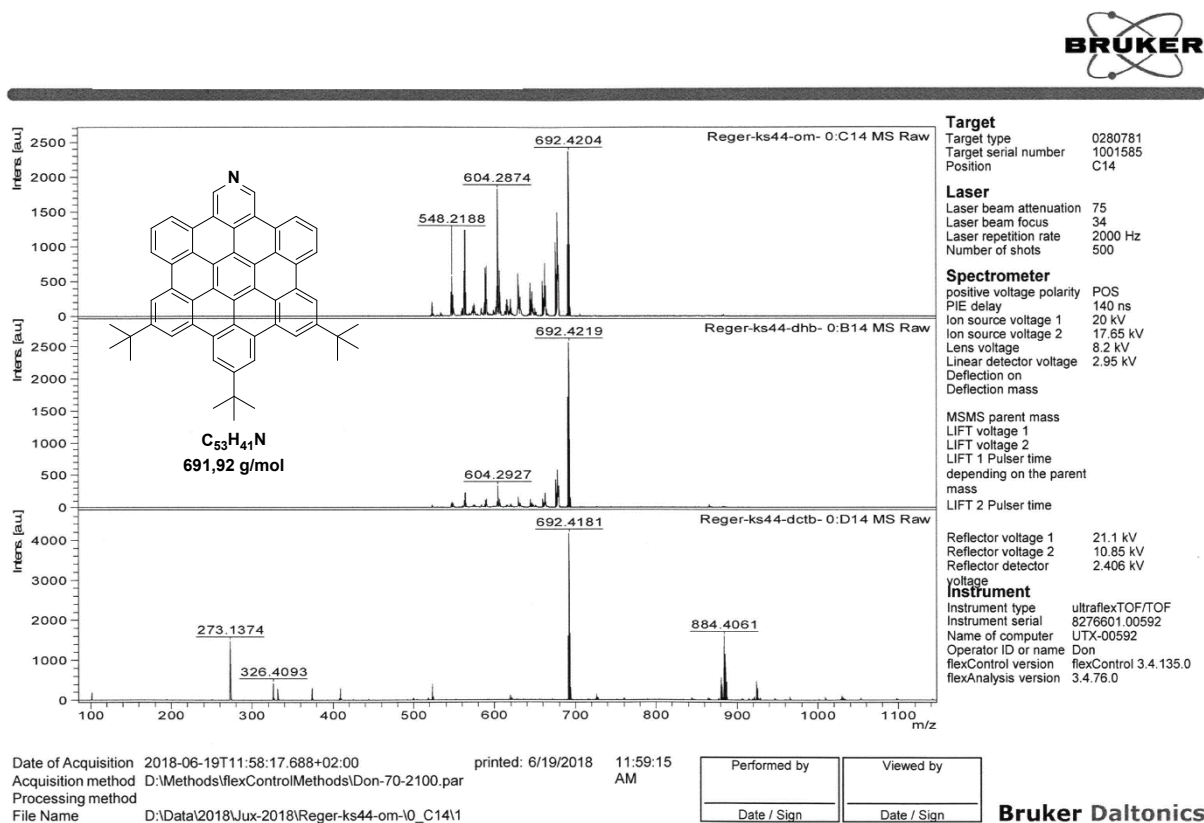 BRUKER
Reger-ks44-om- 0:C14 MS Raw
Intens. [a.u.]
2500
2000
1500
1000
500
0
692.4204
604.2874
548.2188
N
C53H41N
691,92 g/mol
Reger-ks44-dhb- 0:B14 MS Raw
Intens. [a.u.]
2500
2000
1500
1000
500
0
692.4219
604.2927
Reger-ks44-dctb- 0:D14 MS Raw
Intens. [a.u.]
4000
3000
2000
1000
0
692.4181
273.1374
326.4093
884.4061
100 200 300 400 500 600 700 800 900 1000 1100
m/z
Target
Target type 0280781
Target serial number 1001585
Position C14
Laser
Laser beam attenuation 75
Laser beam focus 34
Laser repetition rate 2000 Hz
Number of shots 500
Spectrometer
positive voltage polarity POS
PIE delay 140 ns
Ion source voltage 1 20 kV
Ion source voltage 2 17.65 kV
Lens voltage 8.2 kV
Linear detector voltage 2.95 kV
Deflection on
Deflection mass
MSMS parent mass
LIFT voltage 1
LIFT voltage 2
LIFT 1 Pulser time
depending on the parent
mass
LIFT 2 Pulser time
Reflector voltage 1 21.1 kV
Reflector voltage 2 10.85 kV
Reflector detector 2.406 kV
voltage
Instrument
Instrument type ultraflexTOF/TOF
Instrument serial 8276601.00592
Name of computer UTX-00592
Operator ID or name Don
flexControl version flexControl 3.4.135.0
flexAnalysis version 3.4.76.0
Date of Acquisition 2018-06-19T11:58:17.688+02:00 printed: 6/19/2018 11:59:15
AM
Acquisition method D:\Methods\flexControlMethods\Don-70-2100.par
Processing method
File Name D:\Data\2018\Jux-2018\Reger-ks44-om-\0_C14\1
Performed by
Date / Sign
Viewed by
Date / Sign
Bruker Daltonics